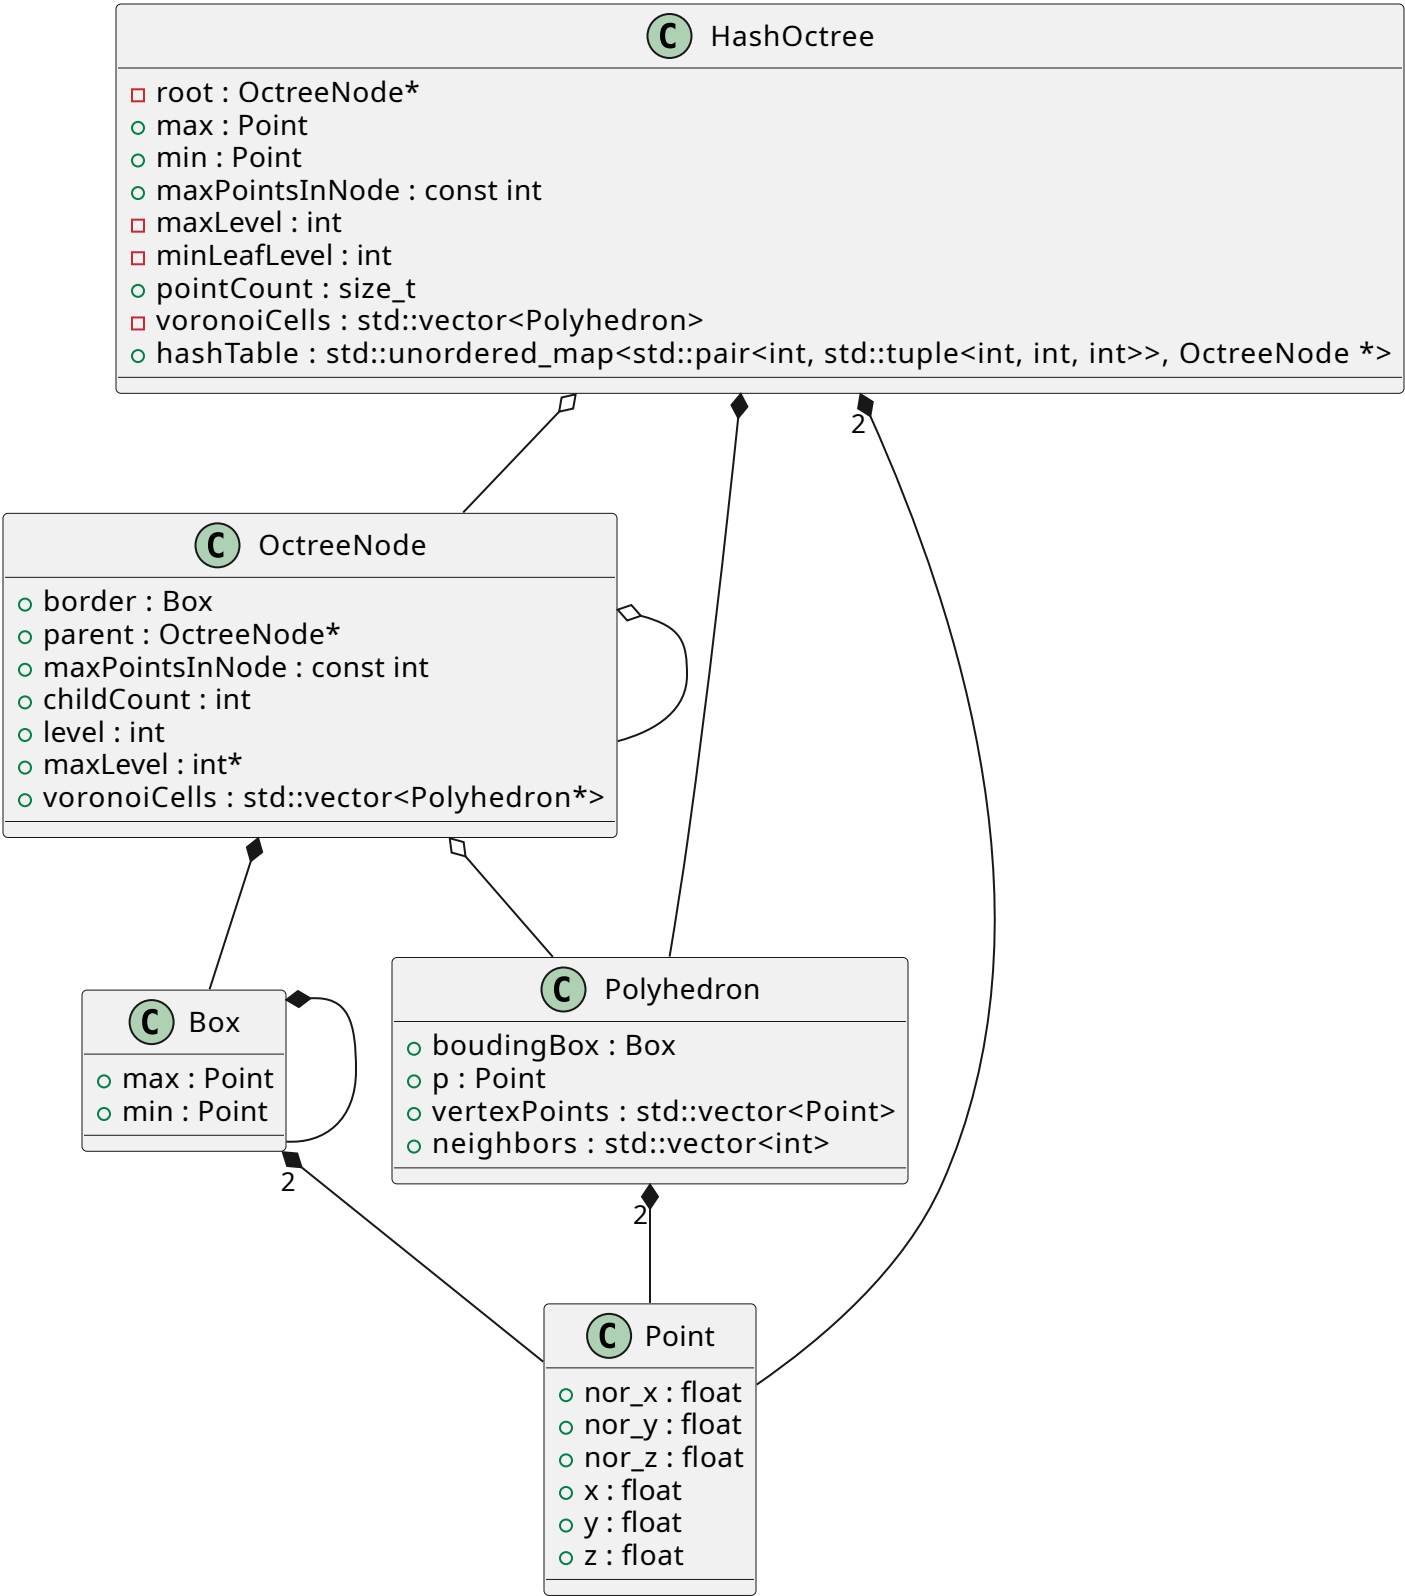 C HashOctree
root : OctreeNode*
max : Point
min : Point
maxPointsInNode : const int
maxLevel : int
minLeafLevel : int
pointCount : size_t
voronoiCells : std::vector<Polyhedron>
hashTable : std::unordered_map<std::pair<int, std::tuple<int, int, int>>, OctreeNode *>
2
C OctreeNode
border : Box
parent : OctreeNode*
maxPointsInNode : const int
childCount : int
level : int
maxLevel : int*
voronoiCells : std::vector<Polyhedron*>
C Box
max : Point
min : Point
2
C Polyhedron
boudingBox : Box
p : Point
vertexPoints : std::vector<Point>
neighbors : std::vector<int>
2
C Point
nor_x : float
nor_y : float
nor_z : float
x : float
y : float
z : float